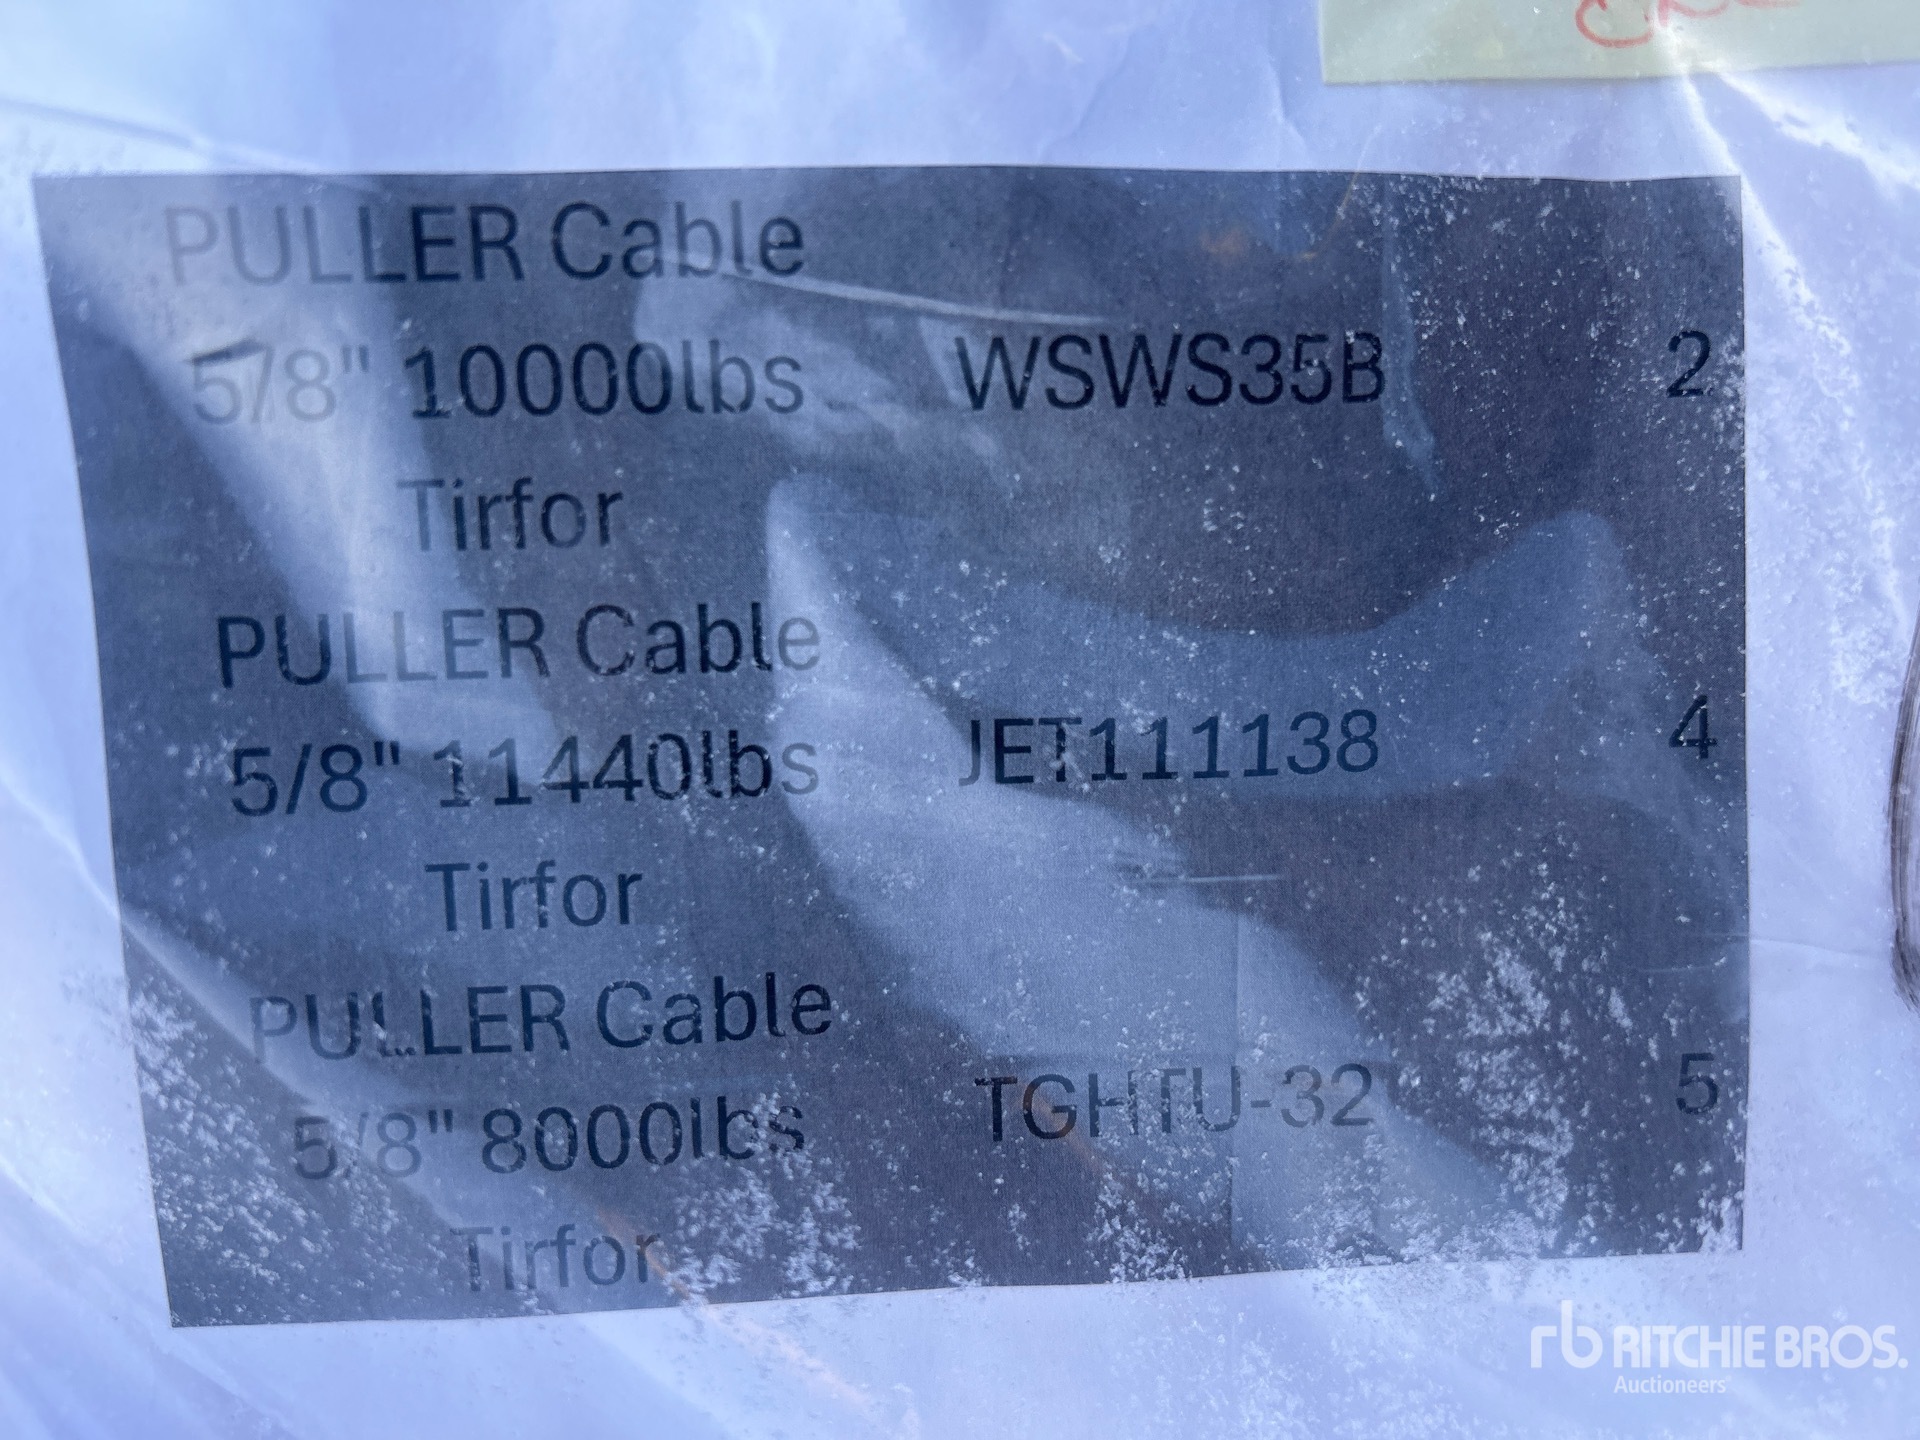 PULLER Cable
5/8" 10000lbs WSWS35B 2
Tirfor
PULLER Cable
5/8" 11440lbs JET111138 4
Tirfor
PULLER Cable
5/8" 8000lbs TGHTU-32 5
Tirfor
rb RITCHIE BROS.
Auctioneers